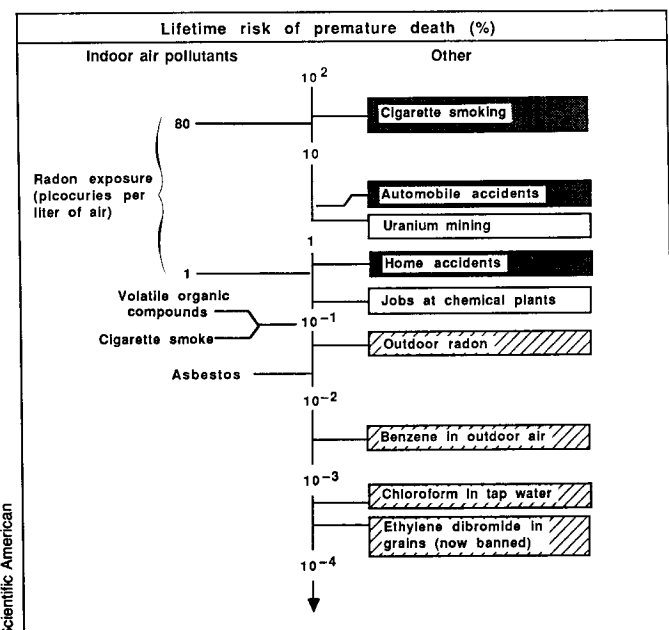 Lifetime risk of premature death (%)
Indoor air pollutants
Other
10²
Cigarette smoking
80
10
Radon exposure
(picocuries per
liter of air)
Automobile accidents
Uranium mining
1
Home accidents
1
Volatile organic
compounds
Jobs at chemical plants
10⁻¹
Cigarette smoke
Outdoor radon
Asbestos
10⁻²
Benzene in outdoor air
10⁻³
Chloroform in tap water
Ethylene dibromide in
grains (now banned)
10⁻⁴
Scientific American